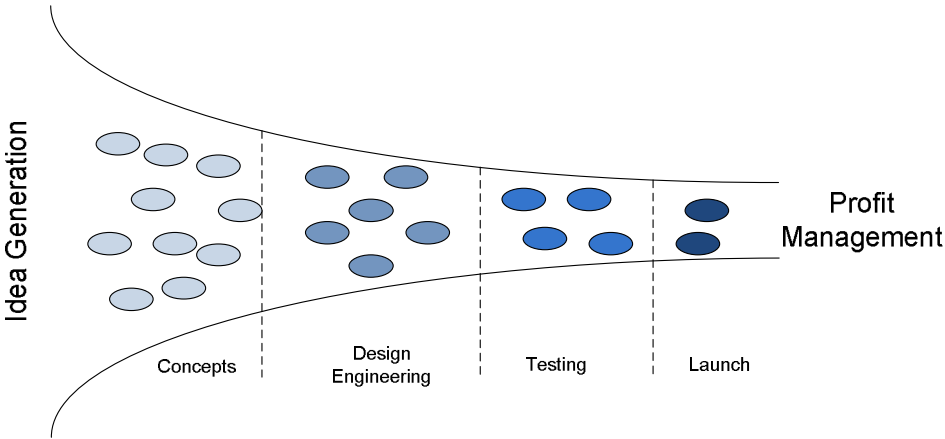 Idea Generation
Concepts
Design
Engineering
Testing
Launch
Profit
Management